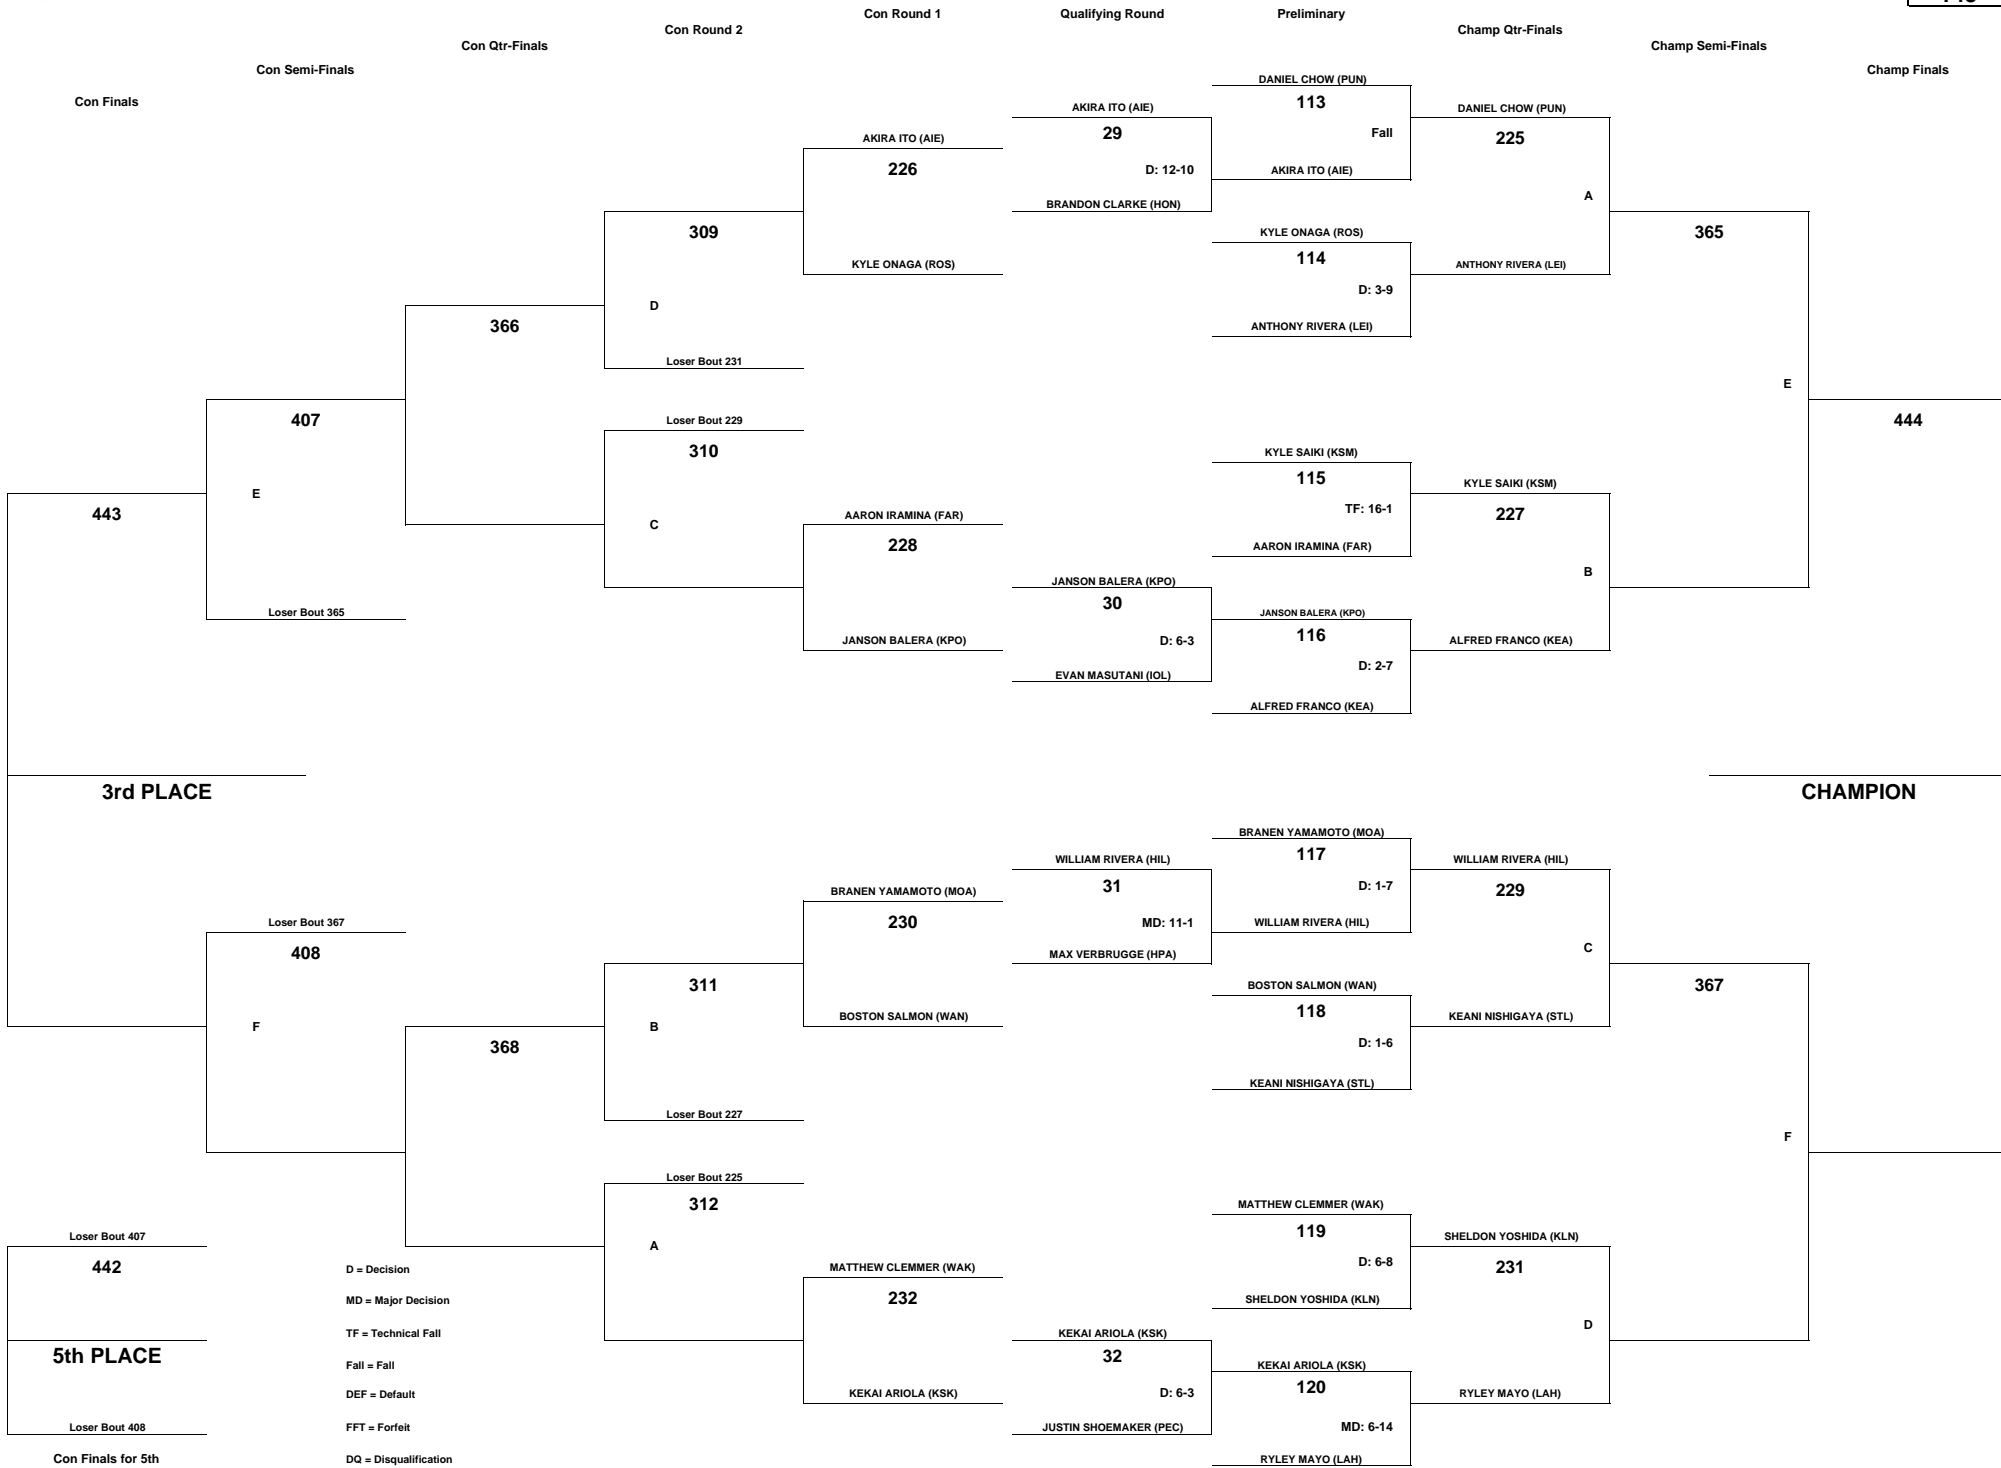 Con Round 1
Qualifying Round
Preliminary
Con Round 2
Champ Qtr-Finals
Con Qtr-Finals
Champ Semi-Finals
Con Semi-Finals
Champ Finals
Con Finals
DANIEL CHOW (PUN)
113
Fall
AKIRA ITO (AIE)
AKIRA ITO (AIE)
29
D: 12-10
BRANDON CLARKE (HON)
DANIEL CHOW (PUN)
225
A
ANTHONY RIVERA (LEI)
AKIRA ITO (AIE)
226
KYLE ONAGA (ROS)
KYLE ONAGA (ROS)
114
D: 3-9
ANTHONY RIVERA (LEI)
309
D
Loser Bout 231
365
E
366
Loser Bout 229
310
C
407
E
Loser Bout 365
444
443
KYLE SAIKI (KSM)
115
TF: 16-1
AARON IRAMINA (FAR)
KYLE SAIKI (KSM)
227
B
ALFRED FRANCO (KEA)
AARON IRAMINA (FAR)
228
JANSON BALERA (KPO)
JANSON BALERA (KPO)
30
D: 6-3
EVAN MASUTANI (IOL)
JANSON BALERA (KPO)
116
D: 2-7
ALFRED FRANCO (KEA)
3rd PLACE
CHAMPION
BRANEN YAMAMOTO (MOA)
117
D: 1-7
WILLIAM RIVERA (HIL)
WILLIAM RIVERA (HIL)
31
MD: 11-1
MAX VERBRUGGE (HPA)
WILLIAM RIVERA (HIL)
229
C
KEANI NISHIGAYA (STL)
BRANEN YAMAMOTO (MOA)
230
BOSTON SALMON (WAN)
BOSTON SALMON (WAN)
118
D: 1-6
KEANI NISHIGAYA (STL)
Loser Bout 367
408
F
311
B
Loser Bout 227
367
F
368
Loser Bout 225
312
A
MATTHEW CLEMMER (WAK)
119
D: 6-8
SHELDON YOSHIDA (KLN)
SHELDON YOSHIDA (KLN)
231
D
RYLEY MAYO (LAH)
MATTHEW CLEMMER (WAK)
232
KEKAI ARIOLA (KSK)
KEKAI ARIOLA (KSK)
32
D: 6-3
JUSTIN SHOEMAKER (PEC)
KEKAI ARIOLA (KSK)
120
MD: 6-14
RYLEY MAYO (LAH)
Loser Bout 407
442
5th PLACE
Loser Bout 408
Con Finals for 5th
D = Decision
MD = Major Decision
TF = Technical Fall
Fall = Fall
DEF = Default
FFT = Forfeit
DQ = Disqualification